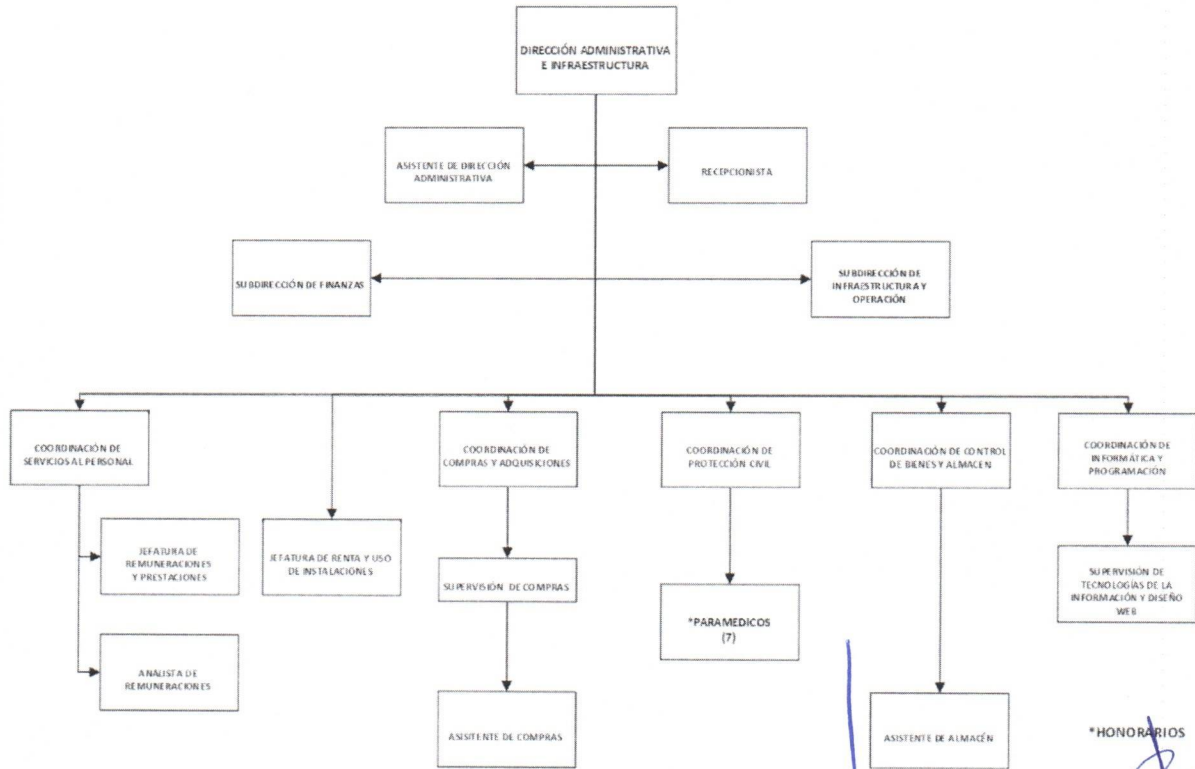 DIRECCIÓN ADMINISTRATIVA
E INFRAESTRUCTURA
ASISTENTE DE DIRECCIÓN
ADMINISTRATIVA
RECEPCIONISTA
SUBDIRECCIÓN DE FINANZAS
SUBDIRECCIÓN DE
INFRAESTRUCTURA Y
OPERACIÓN
COORDINACIÓN DE
SERVICIOS AL PERSONAL
COORDINACIÓN DE
COMPRAS Y ADQUISICIONES
COORDINACIÓN DE
PROTECCIÓN CIVIL
COORDINACIÓN DE CONTROL
DE BIENES Y ALMACEN
COORDINACIÓN DE
INFORMÁTICA Y
PROGRAMACIÓN
JEFATURA DE
REMUNERACIONES
Y PRESTACIONES
JEFATURA DE RENTA Y USO
DE INSTALACIONES
SUPERVISIÓN DE COMPRAS
*PARAMEDICOS
(7)
SUPERVISIÓN DE
TECNOLOGÍAS DE LA
INFORMACIÓN Y DISEÑO
WEB
ANALISTA DE
REMUNERACIONES
ASISITENTE DE COMPRAS
ASISTENTE DE ALMACÉN
*HONORARIOS